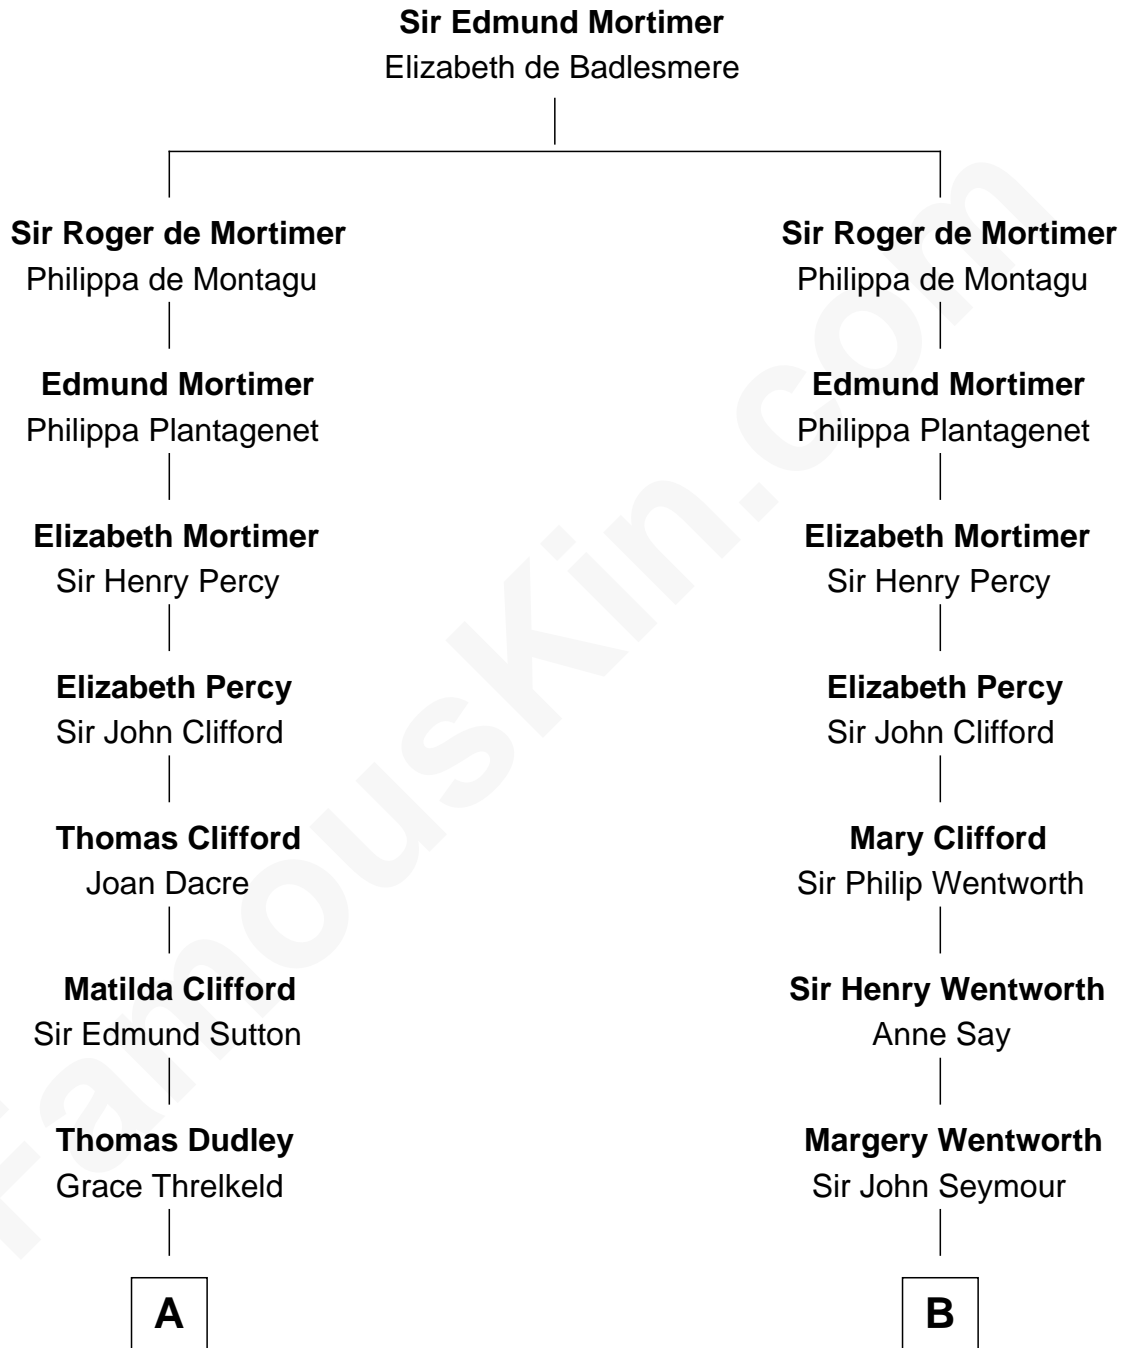 Sir Edmund Mortimer
Elizabeth de Badlesmere
Sir Roger de Mortimer
Philippa de Montagu
Edmund Mortimer
Philippa Plantagenet
Elizabeth Mortimer
Sir Henry Percy
Elizabeth Percy
Sir John Clifford
Thomas Clifford
Joan Dacre
Matilda Clifford
Sir Edmund Sutton
Thomas Dudley
Grace Threlkeld
A
Sir Roger de Mortimer
Philippa de Montagu
Edmund Mortimer
Philippa Plantagenet
Elizabeth Mortimer
Sir Henry Percy
Elizabeth Percy
Sir John Clifford
Mary Clifford
Sir Philip Wentworth
Sir Henry Wentworth
Anne Say
Margery Wentworth
Sir John Seymour
B
FamousKin.com